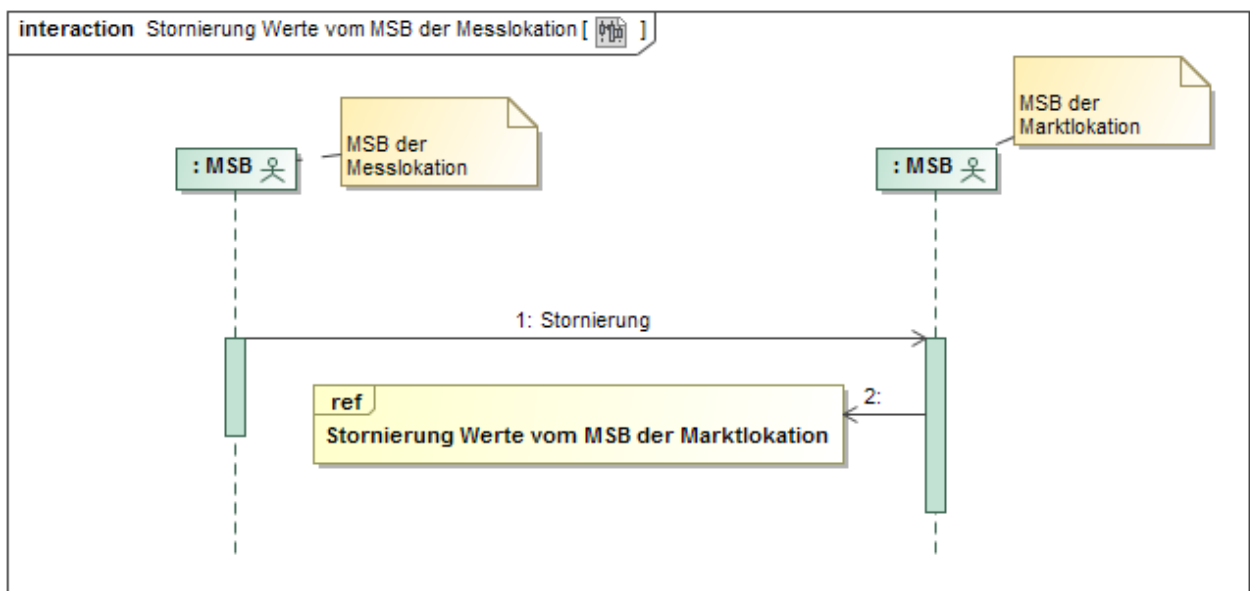 interaction Stornierung Werte vom MSB der Messlokation [ ]
MSB der
Messlokation
: MSB
MSB der
Marktlokation
: MSB
1: Stornierung
2:
ref
Stornierung Werte vom MSB der Marktlokation